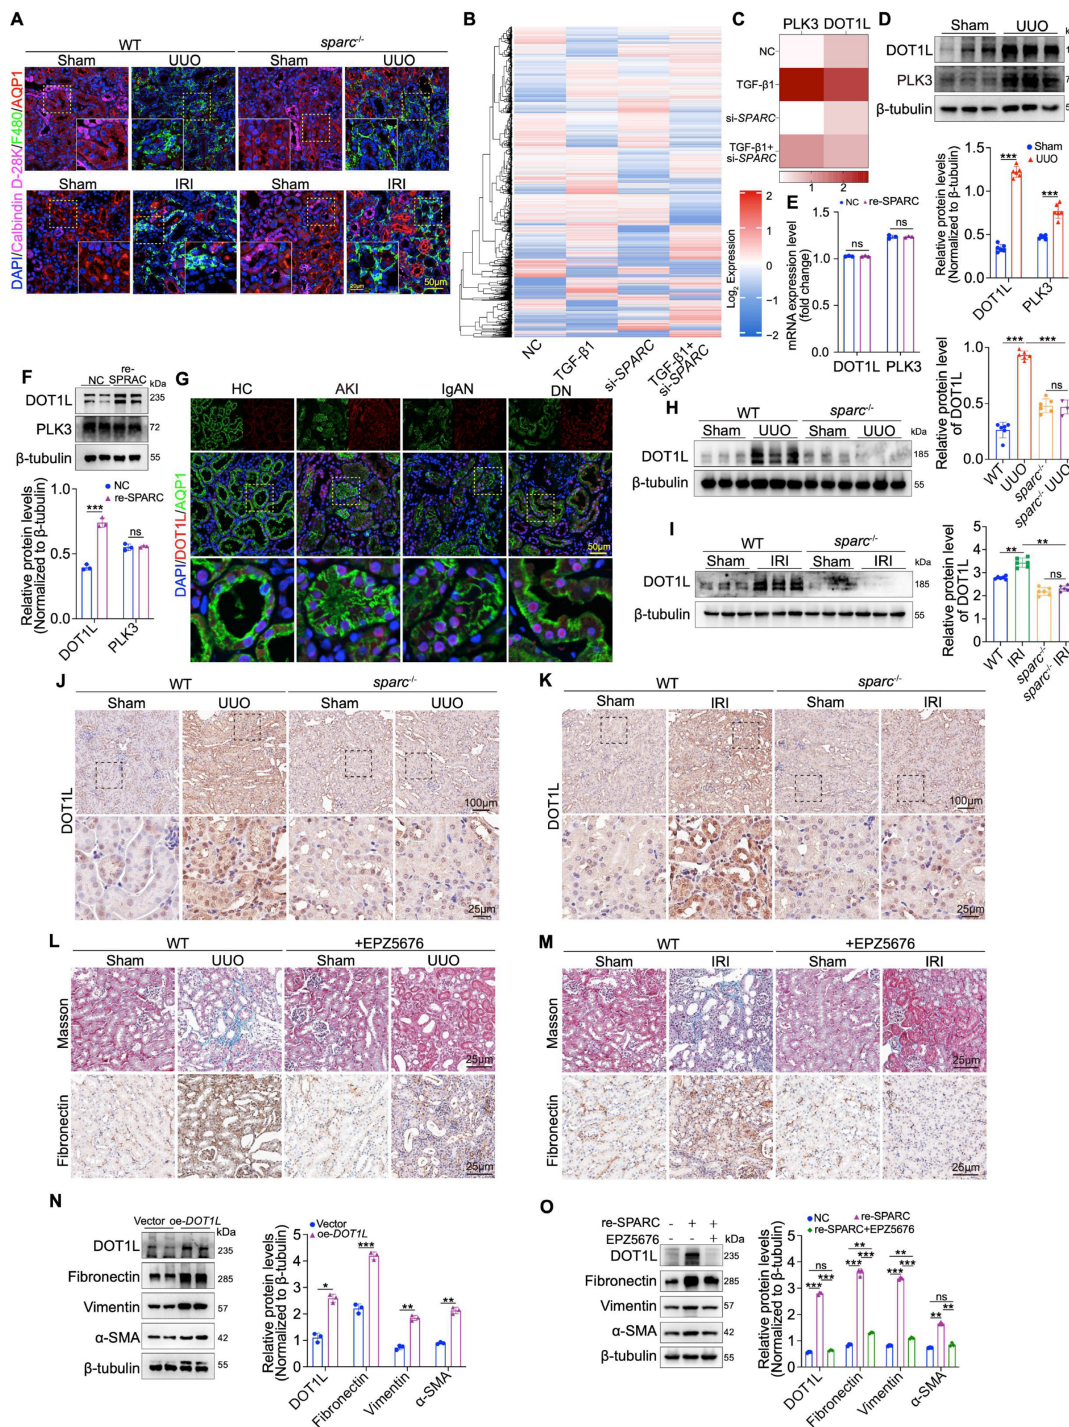 A
WT
sparc-/-
Sham
UUO
Sham
UUO
Sham
IRI
Sham
IRI
DAPI/Calbindin D-28K/F480/AQP1
20μm
50μm
B
NC
TGF-β1
si-SPARC
TGF-β1+
si-SPARC
2
1
0
−1
−2
Log2 Expression
C
PLK3
DOT1L
NC
TGF-β1
si-SPARC
TGF-β1+
si-SPARC
1
2
D
Sham
UUO
DOT1L
PLK3
β-tubulin
Sham
UUO
Relative protein levels
(Normalized to β-tubulin)
1.5
1.0
0.5
0.0
***
***
DOT1L
PLK3
E
NC
re-SPARC
mRNA expression level
(fold change)
1.5
1.0
0.5
0.0
ns
ns
DOT1L
PLK3
F
NC
re-
SPRAC
kDa
DOT1L
235
PLK3
72
β-tubulin
55
NC
re-SPARC
Relative protein levels
(Normalized to β-tubulin)
1.0
0.5
0.0
***
ns
DOT1L
PLK3
G
HC
AKI
IgAN
DN
DAPI/DOT1L/AQP1
50μm
H
WT
sparc-/-
Sham
UUO
Sham
UUO
kDa
DOT1L
185
β-tubulin
55
Relative protein level
of DOT1L
1.0
0.5
0.0
***
***
ns
WT
UUO
sparc-/-
sparc-/- UUO
I
WT
sparc-/-
Sham
IRI
Sham
IRI
kDa
DOT1L
185
β-tubulin
55
Relative protein level
of DOT1L
5
4
3
2
1
0
**
**
ns
WT
IRI
sparc-/-
sparc-/- IRI
J
WT
sparc-/-
Sham
UUO
Sham
UUO
DOT1L
100μm
25μm
K
WT
sparc-/-
Sham
IRI
Sham
IRI
DOT1L
100μm
25μm
L
WT
+EPZ5676
Sham
UUO
Sham
UUO
Masson
25μm
Fibronectin
25μm
M
WT
+EPZ5676
Sham
IRI
Sham
IRI
Masson
25μm
Fibronectin
25μm
N
Vector oe-DOT1L
kDa
DOT1L
235
Fibronectin
285
Vimentin
57
α-SMA
42
β-tubulin
55
Vector
oe-DOT1L
Relative protein levels
(Normalized to β-tubulin)
5
4
3
2
1
0
*
***
**
**
DOT1L
Fibronectin
Vimentin
α-SMA
O
re-SPARC - + +
EPZ5676 - - + kDa
DOT1L
235
Fibronectin
285
Vimentin
57
α-SMA
42
β-tubulin
55
NC
re-SPARC
re-SPARC+EPZ5676
Relative protein levels
(Normalized to β-tubulin)
5
4
3
2
1
0
ns
***
***
**
***
***
**
***
***
ns
**
**
DOT1L
Fibronectin
Vimentin
α-SMA